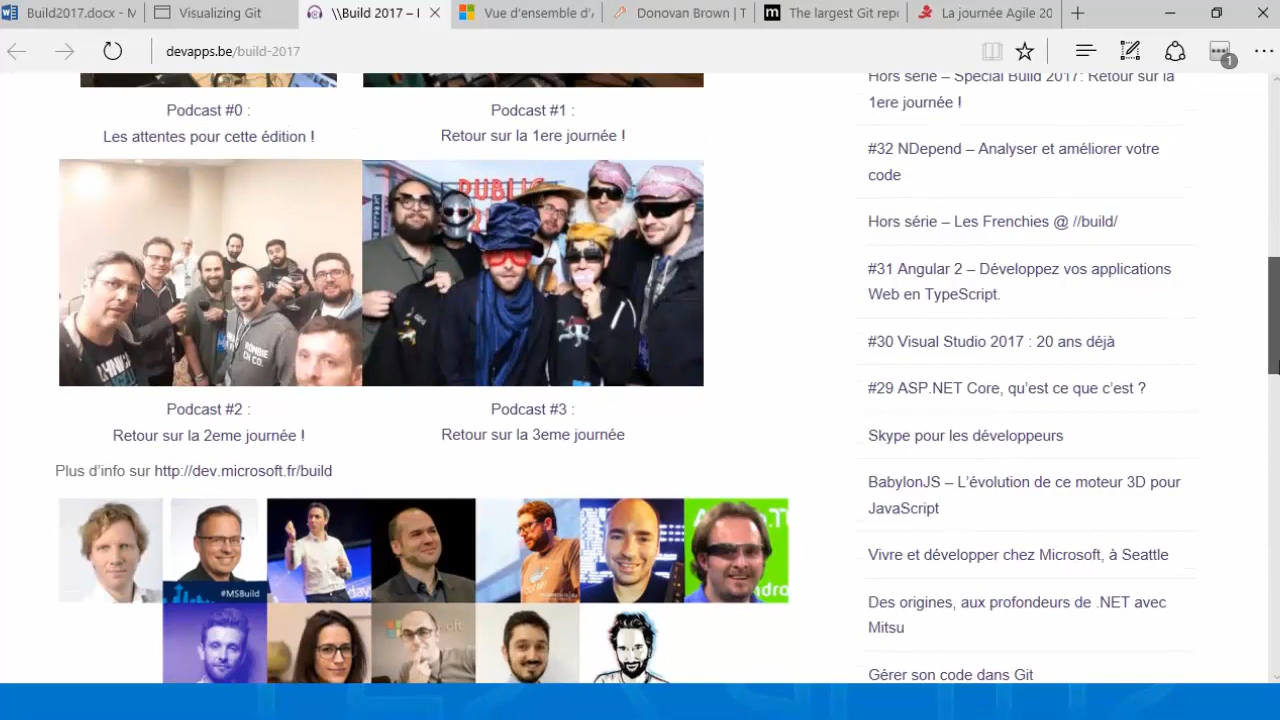 Build2017.docx - M
Visualizing Git
\\Build 2017 – I
Vue d'ensemble d'
Donovan Brown | T
The largest Git repo
La journée Agile 20
devapps.be/build-2017
1
Podcast #0 :
Les attentes pour cette édition !
Podcast #1 :
Retour sur la 1ere journée !
PUBLIC
Podcast #2 :
Retour sur la 2eme journée !
Podcast #3 :
Retour sur la 3eme journée
Plus d'info sur http://dev.microsoft.fr/build
#MSBuild
Hors série – Spécial Build 2017: Retour sur la
1ere journée !
#32 NDepend – Analyser et améliorer votre
code
Hors série – Les Frenchies @ //build/
#31 Angular 2 – Développez vos applications
Web en TypeScript.
#30 Visual Studio 2017 : 20 ans déjà
#29 ASP.NET Core, qu'est ce que c'est ?
Skype pour les développeurs
BabylonJS – L'évolution de ce moteur 3D pour
JavaScript
Vivre et développer chez Microsoft, à Seattle
Des origines, aux profondeurs de .NET avec
Mitsu
Gérer son code dans Git